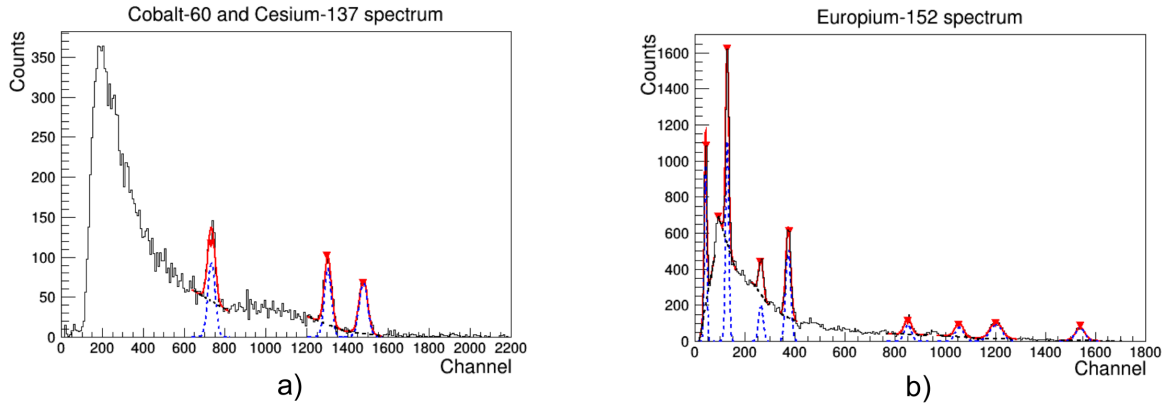 Cobalt-60 and Cesium-137 spectrum
Counts
350
300
250
200
150
100
50
0
0 200 400 600 800 1000 1200 1400 1600 1800 2000 2200
Channel
a)
Europium-152 spectrum
Counts
1600
1400
1200
1000
800
600
400
200
0
0 200 400 600 800 1000 1200 1400 1600 1800
Channel
b)